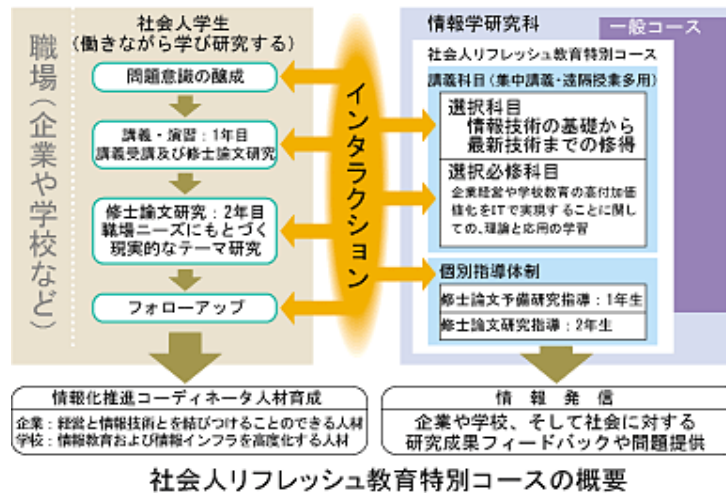 職場(企業や学校など)
社会人学生
(働きながら学び研究する)
問題意識の醸成
講義・演習:1年目
講義受講及び修士論文研究
修士論文研究:2年目
職場ニーズにもとづく
現実的なテーマ研究
フォローアップ
インタラクション
情報学研究科
一般コース
社会人リフレッシュ教育特別コース
講義科目(集中講義・遠隔授業多用)
選択科目
情報技術の基礎から
最新技術までの修得
選択必修科目
企業経営や学校教育の高付加価
値化をITで実現することに関し
ての、理論と応用の学習
個別指導体制
修士論文予備研究指導:1年生
修士論文研究指導:2年生
情報化推進コーディネータ人材育成
企業:経営と情報技術とを結びつけることのできる人材
学校:情報教育および情報インフラを高度化する人材
情報発信
企業や学校、そして社会に対する
研究成果フィードバックや問題提供
社会人リフレッシュ教育特別コースの概要